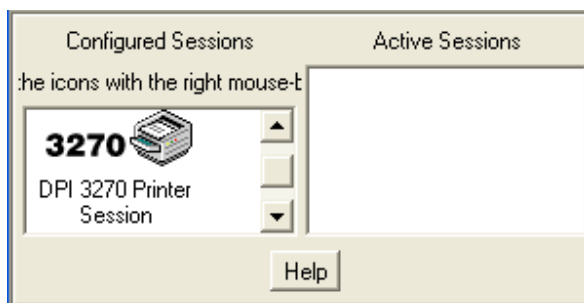 Configured Sessions
Active Sessions
the icons with the right mouse-
3270
DPI 3270 Printer
Session
Help